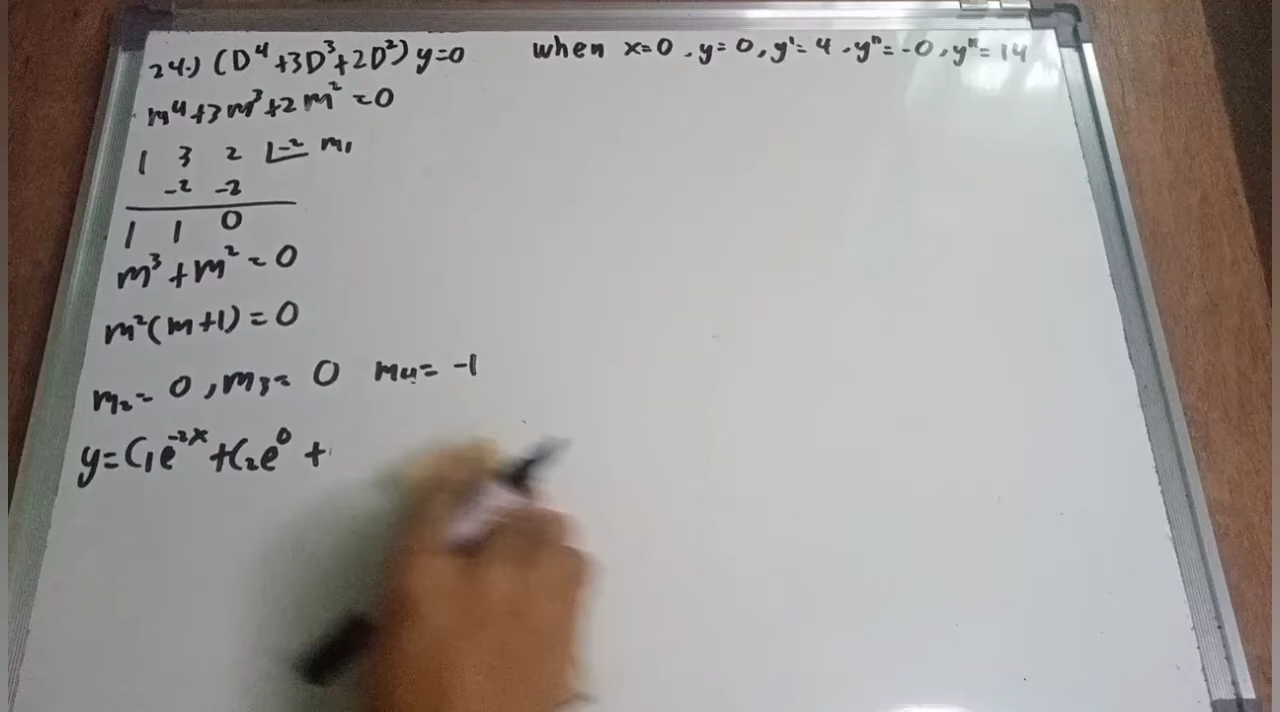 24.) (D⁴+3D³+2D²)y=0 when x=0, y=0, y'=4, y"=-0, y'''=14
m⁴+3m³+2m²=0
1 3 2 |-2 m₁
-2 -2
1 1 0
m³+m²=0
m²(m+1)=0
m₂=0, m₃=0 m₄=-1
y=C₁e⁻²ˣ+C₂e⁰+